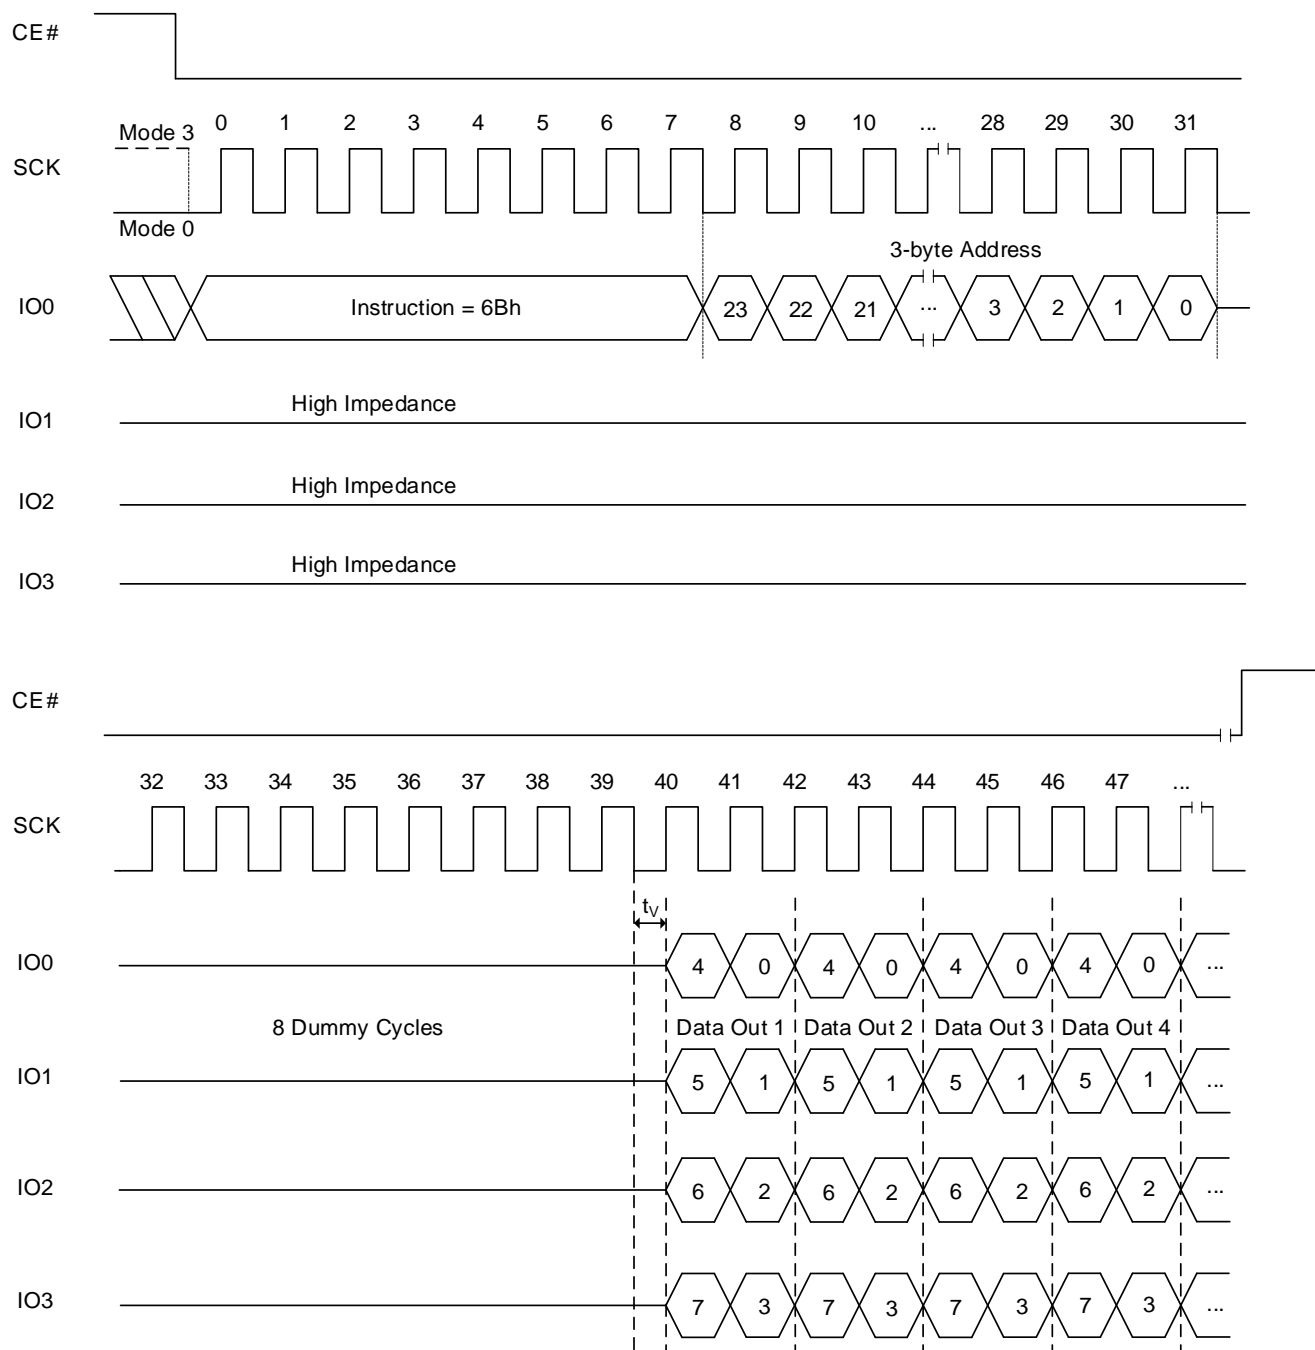 CE#
Mode 3 0 1 2 3 4 5 6 7 8 9 10 ... 28 29 30 31
SCK
Mode 0
3-byte Address
IO0 Instruction = 6Bh 23 22 21 ... 3 2 1 0
High Impedance
IO1
High Impedance
IO2
High Impedance
IO3
CE#
32 33 34 35 36 37 38 39 40 41 42 43 44 45 46 47 ...
SCK
tV
IO0 4 0 4 0 4 0 4 0 ...
8 Dummy Cycles Data Out 1 Data Out 2 Data Out 3 Data Out 4
IO1 5 1 5 1 5 1 5 1 ...
IO2 6 2 6 2 6 2 6 2 ...
IO3 7 3 7 3 7 3 7 3 ...